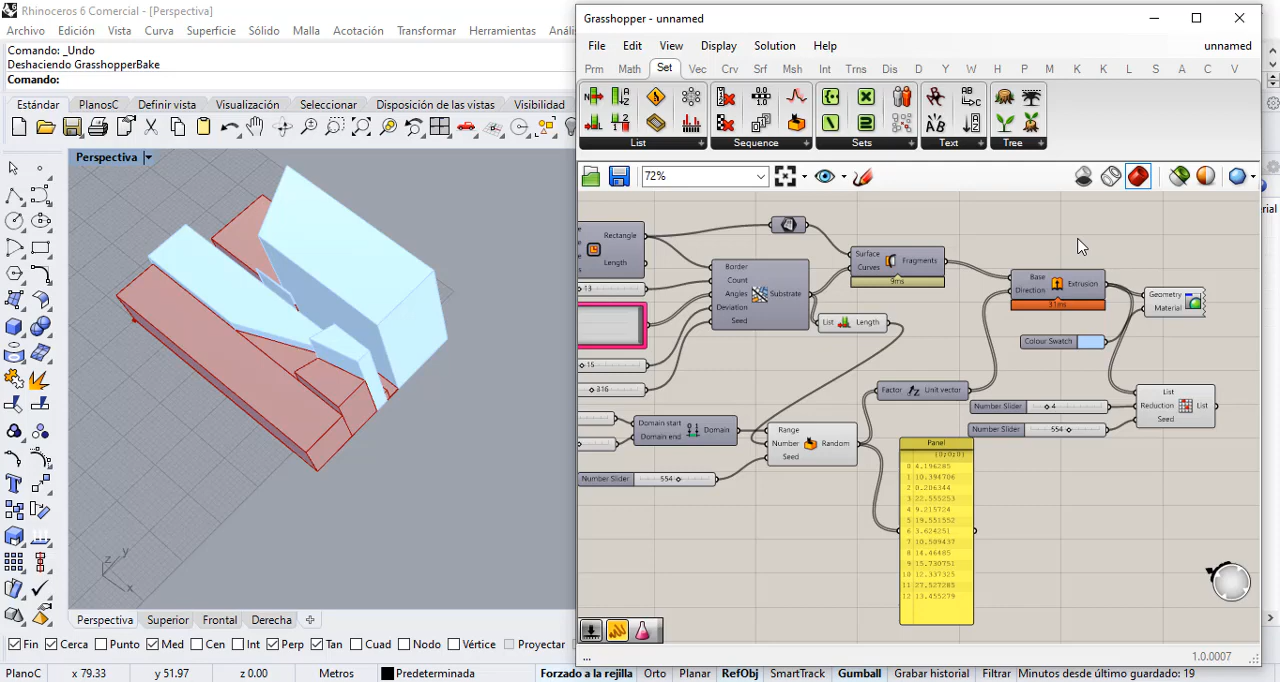 Rhinoceros 6 Comercial - [Perspectiva]
Archivo Edición Vista Curva Superficie Sólido Malla Acotación Transformar Herramientas Anális
Comando: _Undo
Deshaciendo GrasshopperBake
Comando:
Estándar PlanosC Definir vista Visualización Seleccionar Disposición de las vistas Visibilidad
Perspectiva
z y x
Perspectiva Superior Frontal Derecha
Fin Cerca Punto Med Cen Int Perp Tan Cuad Nodo Vértice Proyectar
PlanoC x 79.33 y 51.97 z 0.00 Metros Predeterminada Forzado a la rejilla Orto Planar RefObj SmartTrack Gumball Grabar historial Filtrar Minutos desde último guardado: 19
Grasshopper - unnamed
File Edit View Display Solution Help unnamed
Prm Math Set Vec Crv Srf Msh Int Trns Dis D Y W H P M K K L S A C V
List Sequence Sets Text Tree
72%
Rectangle
Length
13
15
316
Border
Count
Angles
Deviation
Seed
Substrate
List Length
Surface
Curves
Fragments
9ms
Base
Direction
Extrusion
31ms
Geometry
Material
Colour Swatch
Factor Unit vector
List
Reduction
Seed
List
Number Slider 4
Number Slider 554
Domain start
Domain end
Domain
Range
Number
Seed
Random
Number Slider 554
Panel
{0;0;0}
0 4.196285
1 10.394706
2 0.206344
3 22.555253
4 9.215724
5 19.551552
6 3.624251
7 10.589437
8 14.46485
9 15.730751
10 12.337325
11 27.527285
12 13.455279
...
1.0.0007